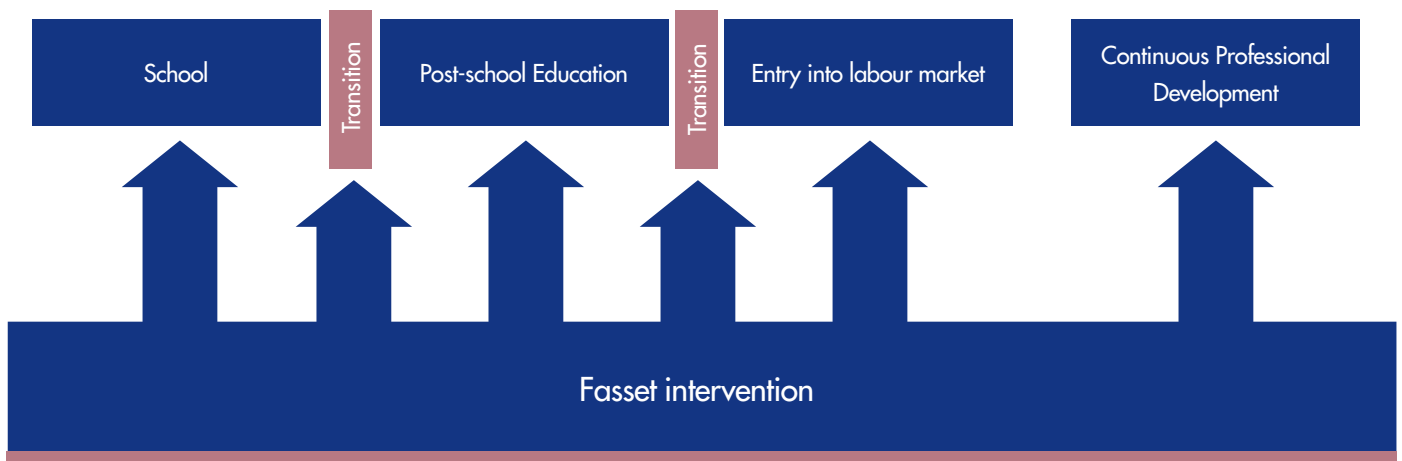 School
Transition
Post-school Education
Transition
Entry into labour market
Continuous Professional
Development
Fasset intervention